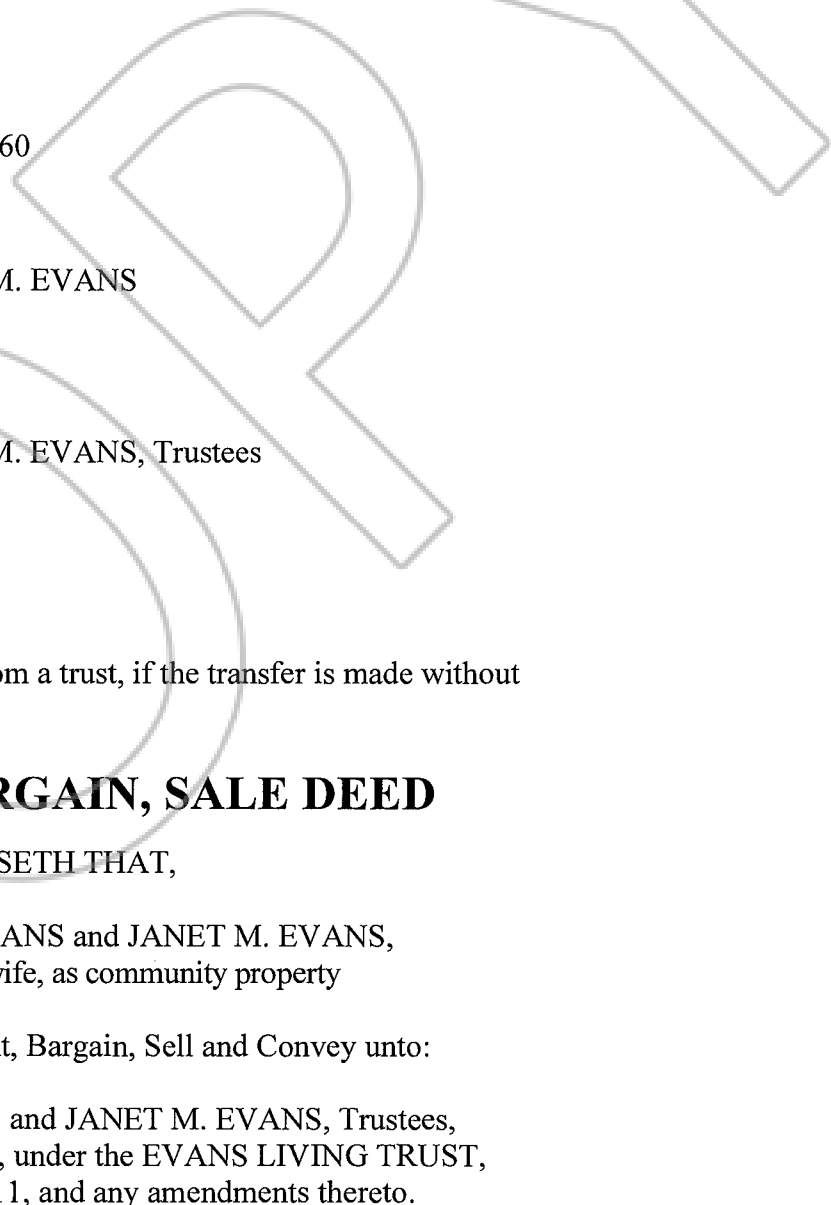 60
M. EVANS
M. EVANS, Trustees
om a trust, if the transfer is made without
RGAIN, SALE DEED
SETH THAT,
ANS and JANET M. EVANS,
wife, as community property
t, Bargain, Sell and Convey unto:
and JANET M. EVANS, Trustees,
, under the EVANS LIVING TRUST,
1, and any amendments thereto.